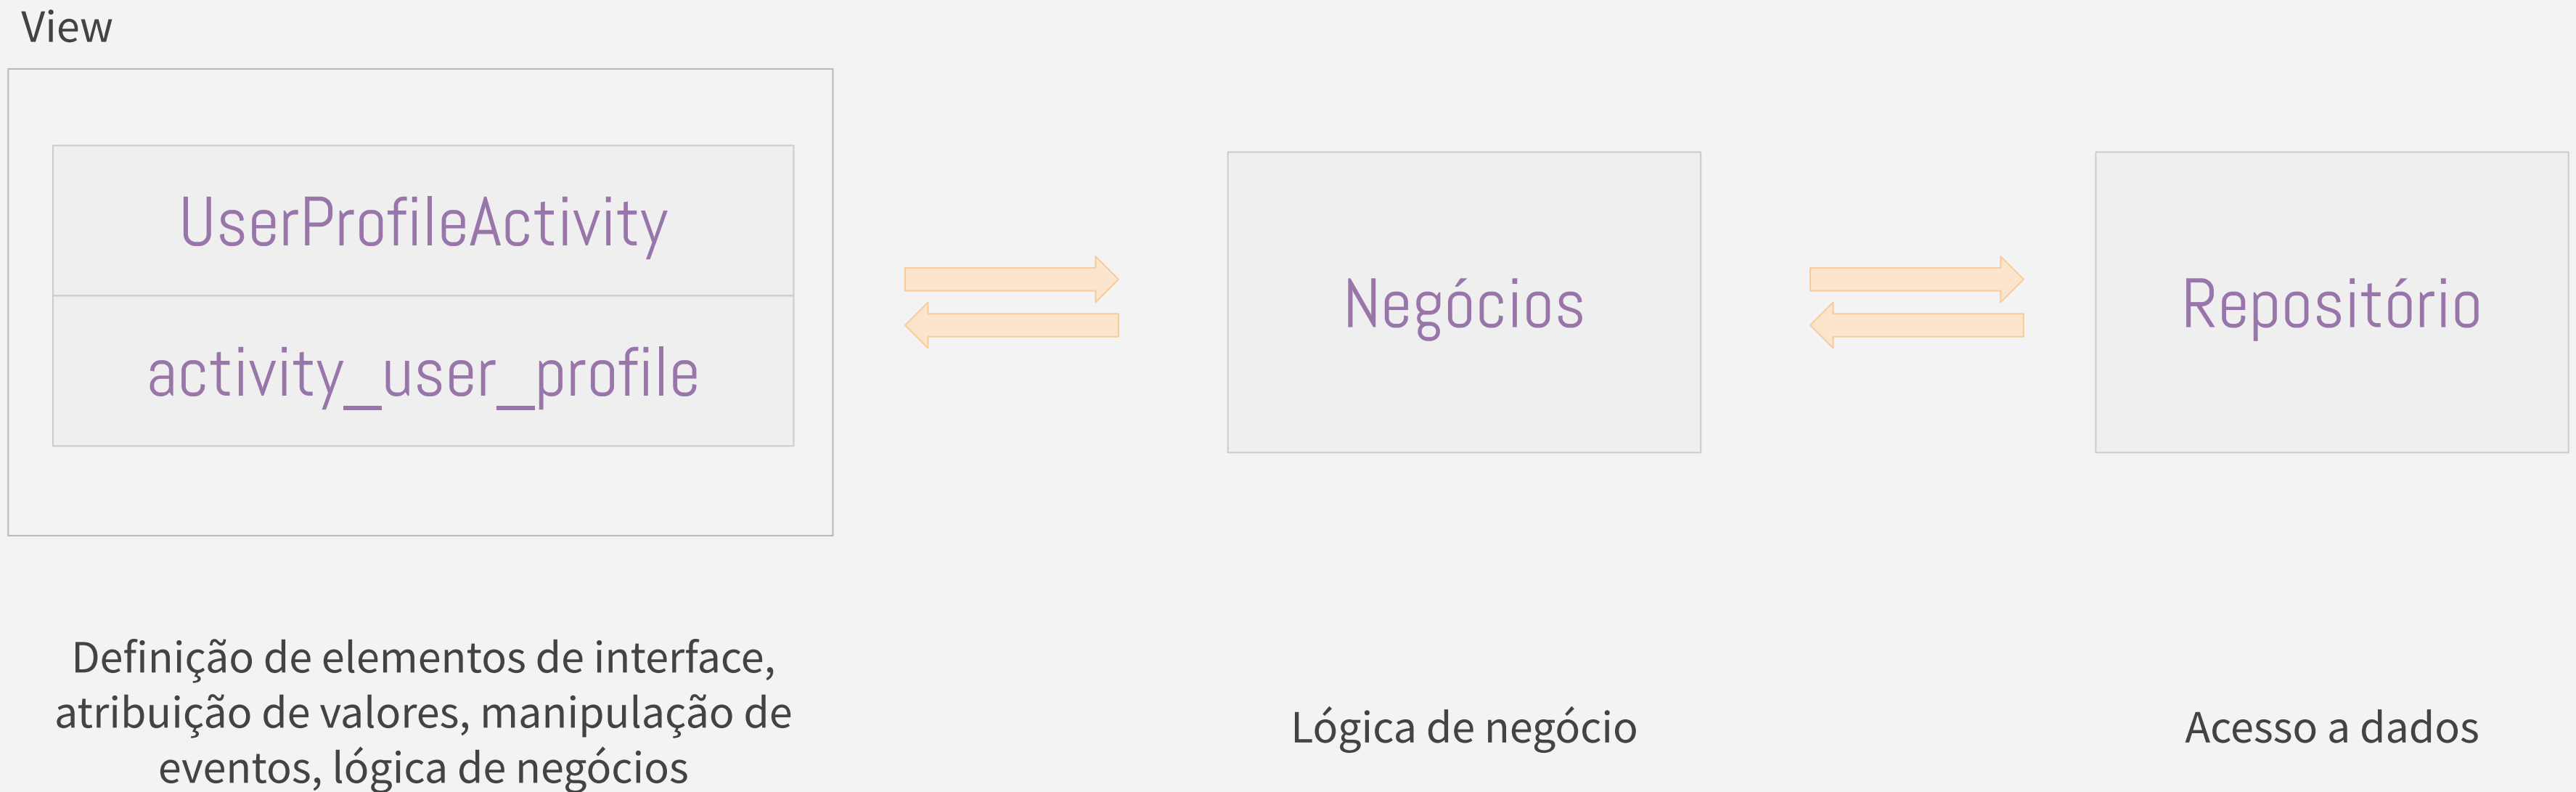 View
UserProfileActivity
activity_user_profile
Negócios
Repositório
Definição de elementos de interface,
atribuição de valores, manipulação de
eventos, lógica de negócios
Lógica de negócio
Acesso a dados